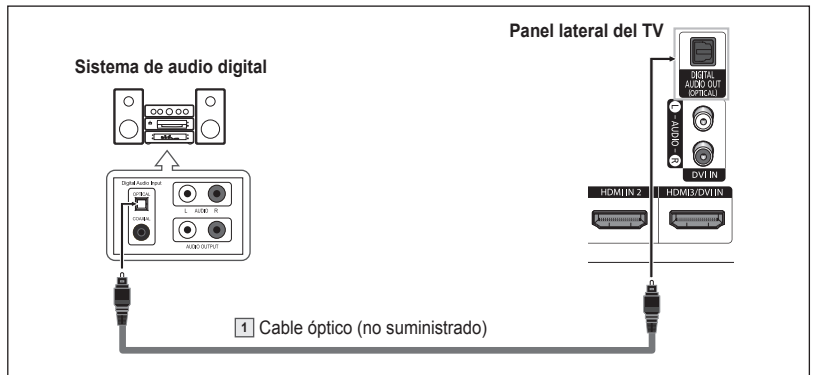 Panel lateral del TV
Sistema de audio digital
DIGITAL
AUDIO OUT
(OPTICAL)
L - AUDIO - R
DVI IN
HDMI IN 2
HDMI3/DVI IN
Digital Audio Input
OPTICAL
COAXIAL
L AUDIO R
AUDIO OUTPUT
1 Cable óptico (no suministrado)